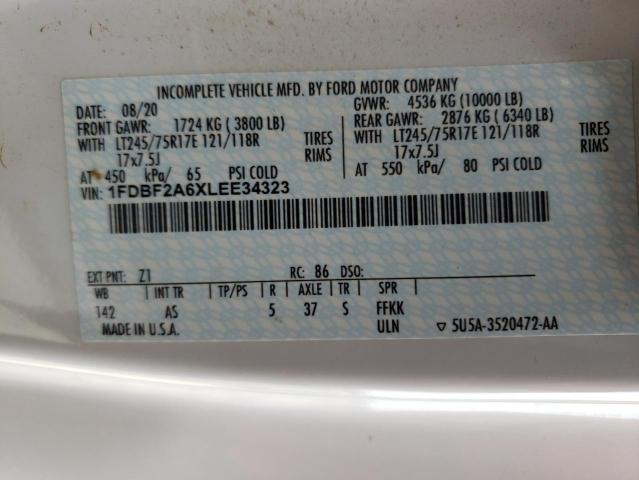 INCOMPLETE VEHICLE MFD. BY FORD MOTOR COMPANY
DATE: 08/20 GVWR: 4536 KG (10000 LB)
FRONT GAWR: 1724 KG ( 3800 LB) REAR GAWR: 2876 KG ( 6340 LB)
WITH LT245/75R17E 121/118R TIRES WITH LT245/75R17E 121/118R TIRES
17x7.5J RIMS 17x7.5J RIMS
AT 450 kPa/ 65 PSI COLD AT 550 kPa/ 80 PSI COLD
VIN: 1FDBF2A6XLEE34323
EXT PNT: Z1 RC: 86 DSO:
WB INT TR TP/PS R AXLE TR SPR
142 AS 5 37 S FFKK
MADE IN U.S.A. ULN ▽ 5U5A-3520472-AA